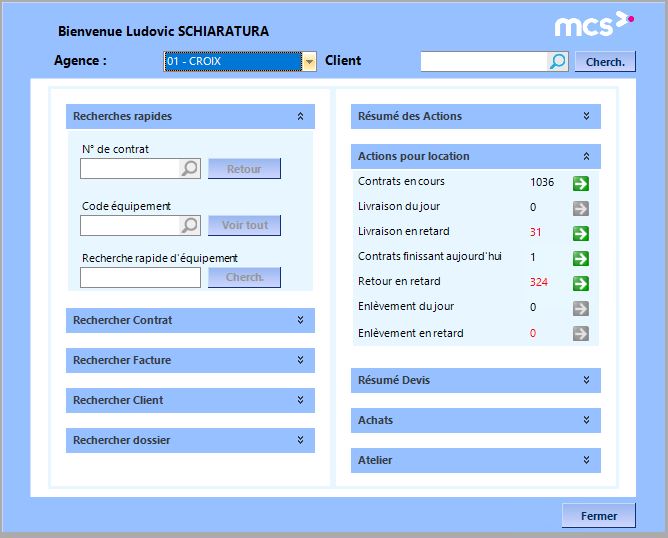 Bienvenue Ludovic SCHIARATURA
mcs
Agence :
01 - CROIX
Client
Cherch.
Recherches rapides
N° de contrat
Retour
Code équipement
Voir tout
Recherche rapide d'équipement
Cherch.
Rechercher Contrat
Rechercher Facture
Rechercher Client
Rechercher dossier
Résumé des Actions
Actions pour location
Contrats en cours 1036
Livraison du jour 0
Livraison en retard 31
Contrats finissant aujourd'hui 1
Retour en retard 324
Enlèvement du jour 0
Enlèvement en retard 0
Résumé Devis
Achats
Atelier
Fermer